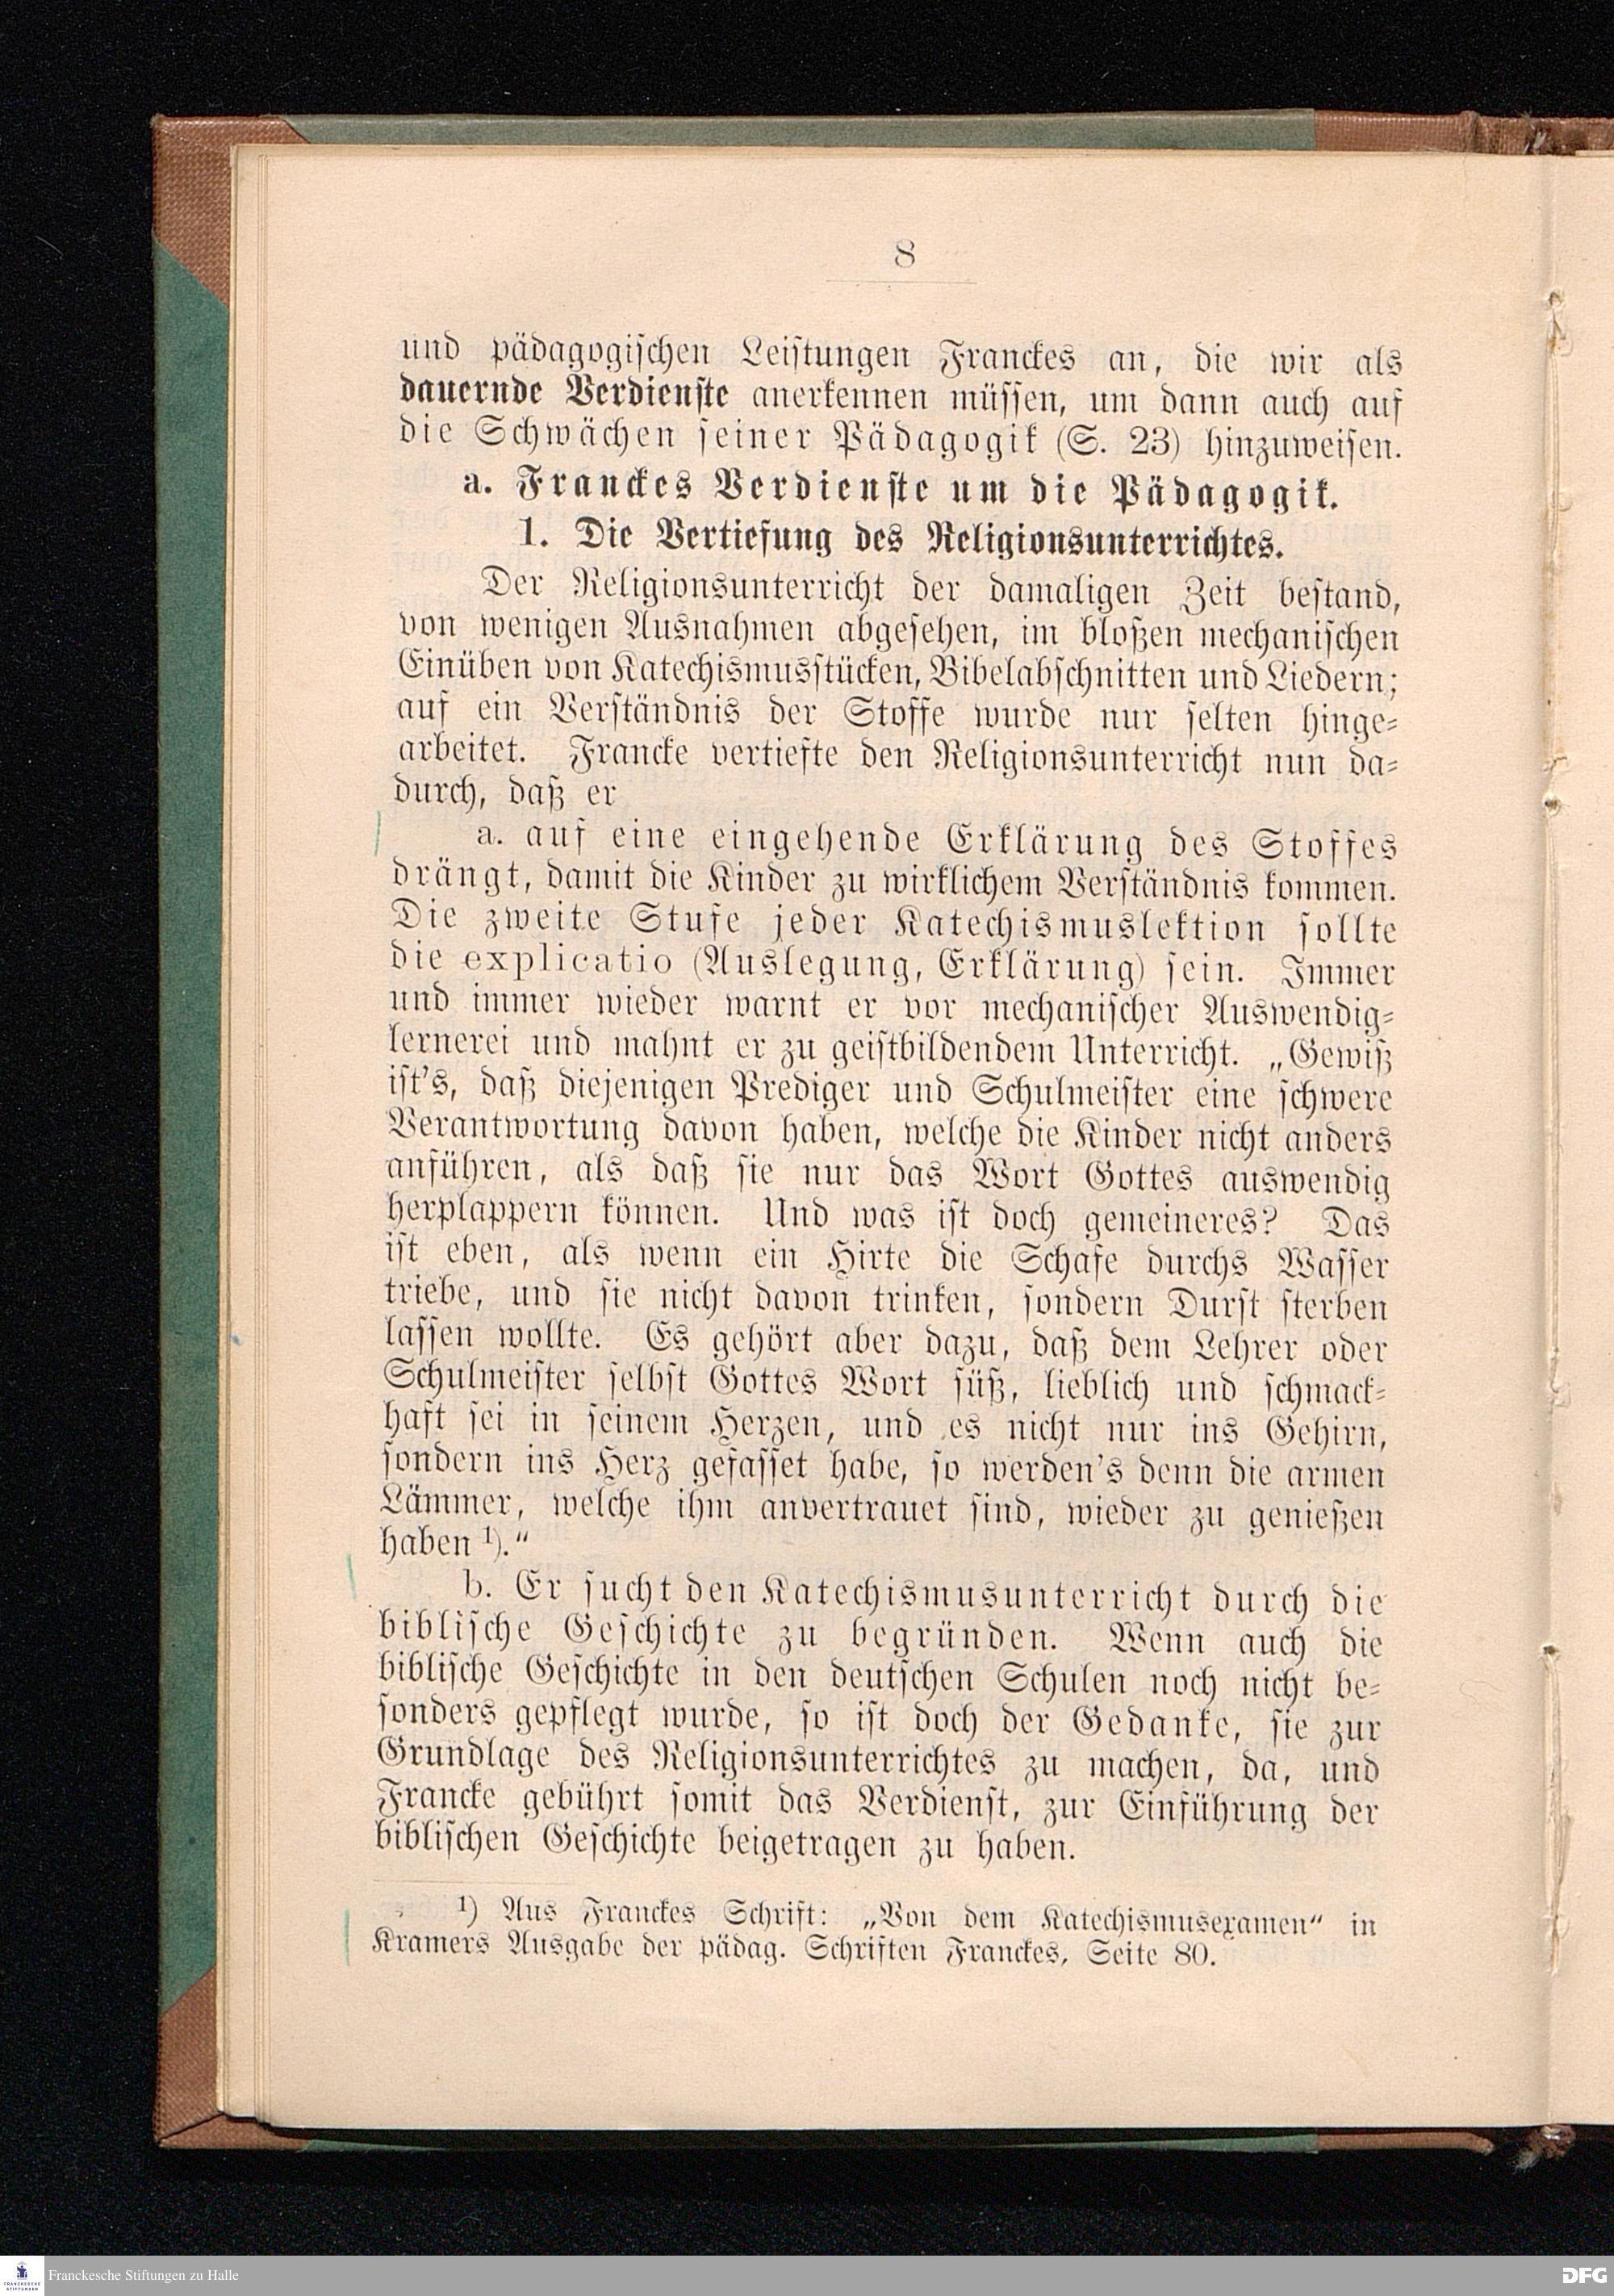 8
und pädagogischen Leistungen Franckes an, die wir als
dauernde Verdienste anerkennen müssen, um dann auch auf
die Schwächen seiner Pädagogik (S. 23) hinzuweisen.
a. Franckes Verdienste um die Pädagogik.
1. Die Vertiefung des Religionsunterrichtes.
Der Religionsunterricht der damaligen Zeit bestand,
von wenigen Ausnahmen abgesehen, im bloßen mechanischen
Einüben von Katechismusstücken, Bibelabschnitten und Liedern;
auf ein Verständnis der Stoffe wurde nur selten hinge-
arbeitet. Francke vertiefte den Religionsunterricht nun da-
durch, daß er
a. auf eine eingehende Erklärung des Stoffes
drängt, damit die Kinder zu wirklichem Verständnis kommen.
Die zweite Stufe jeder Katechismuslektion sollte
die explicatio (Auslegung, Erklärung) sein. Immer
und immer wieder warnt er vor mechanischer Auswendig-
lernerei und mahnt er zu geistbildendem Unterricht. „Gewiß
ist's, daß diejenigen Prediger und Schulmeister eine schwere
Verantwortung davon haben, welche die Kinder nicht anders
anführen, als daß sie nur das Wort Gottes auswendig
herplappern können. Und was ist doch gemeineres? Das
ist eben, als wenn ein Hirte die Schafe durchs Wasser
triebe, und sie nicht davon trinken, sondern Durst sterben
lassen wollte. Es gehört aber dazu, daß dem Lehrer oder
Schulmeister selbst Gottes Wort süß, lieblich und schmack-
haft sei in seinem Herzen, und es nicht nur ins Gehirn,
sondern ins Herz gefasset habe, so werden's denn die armen
Lämmer, welche ihm anvertrauet sind, wieder zu genießen
haben ¹).“
b. Er sucht den Katechismusunterricht durch die
biblische Geschichte zu begründen. Wenn auch die
biblische Geschichte in den deutschen Schulen noch nicht be-
sonders gepflegt wurde, so ist doch der Gedanke, sie zur
Grundlage des Religionsunterrichtes zu machen, da, und
Francke gebührt somit das Verdienst, zur Einführung der
biblischen Geschichte beigetragen zu haben.
¹) Aus Franckes Schrift: „Von dem Katechismusexamen“ in
Kramers Ausgabe der pädag. Schriften Franckes, Seite 80.
FRANCKESCHE STIFTUNGEN
Franckesche Stiftungen zu Halle
DFG